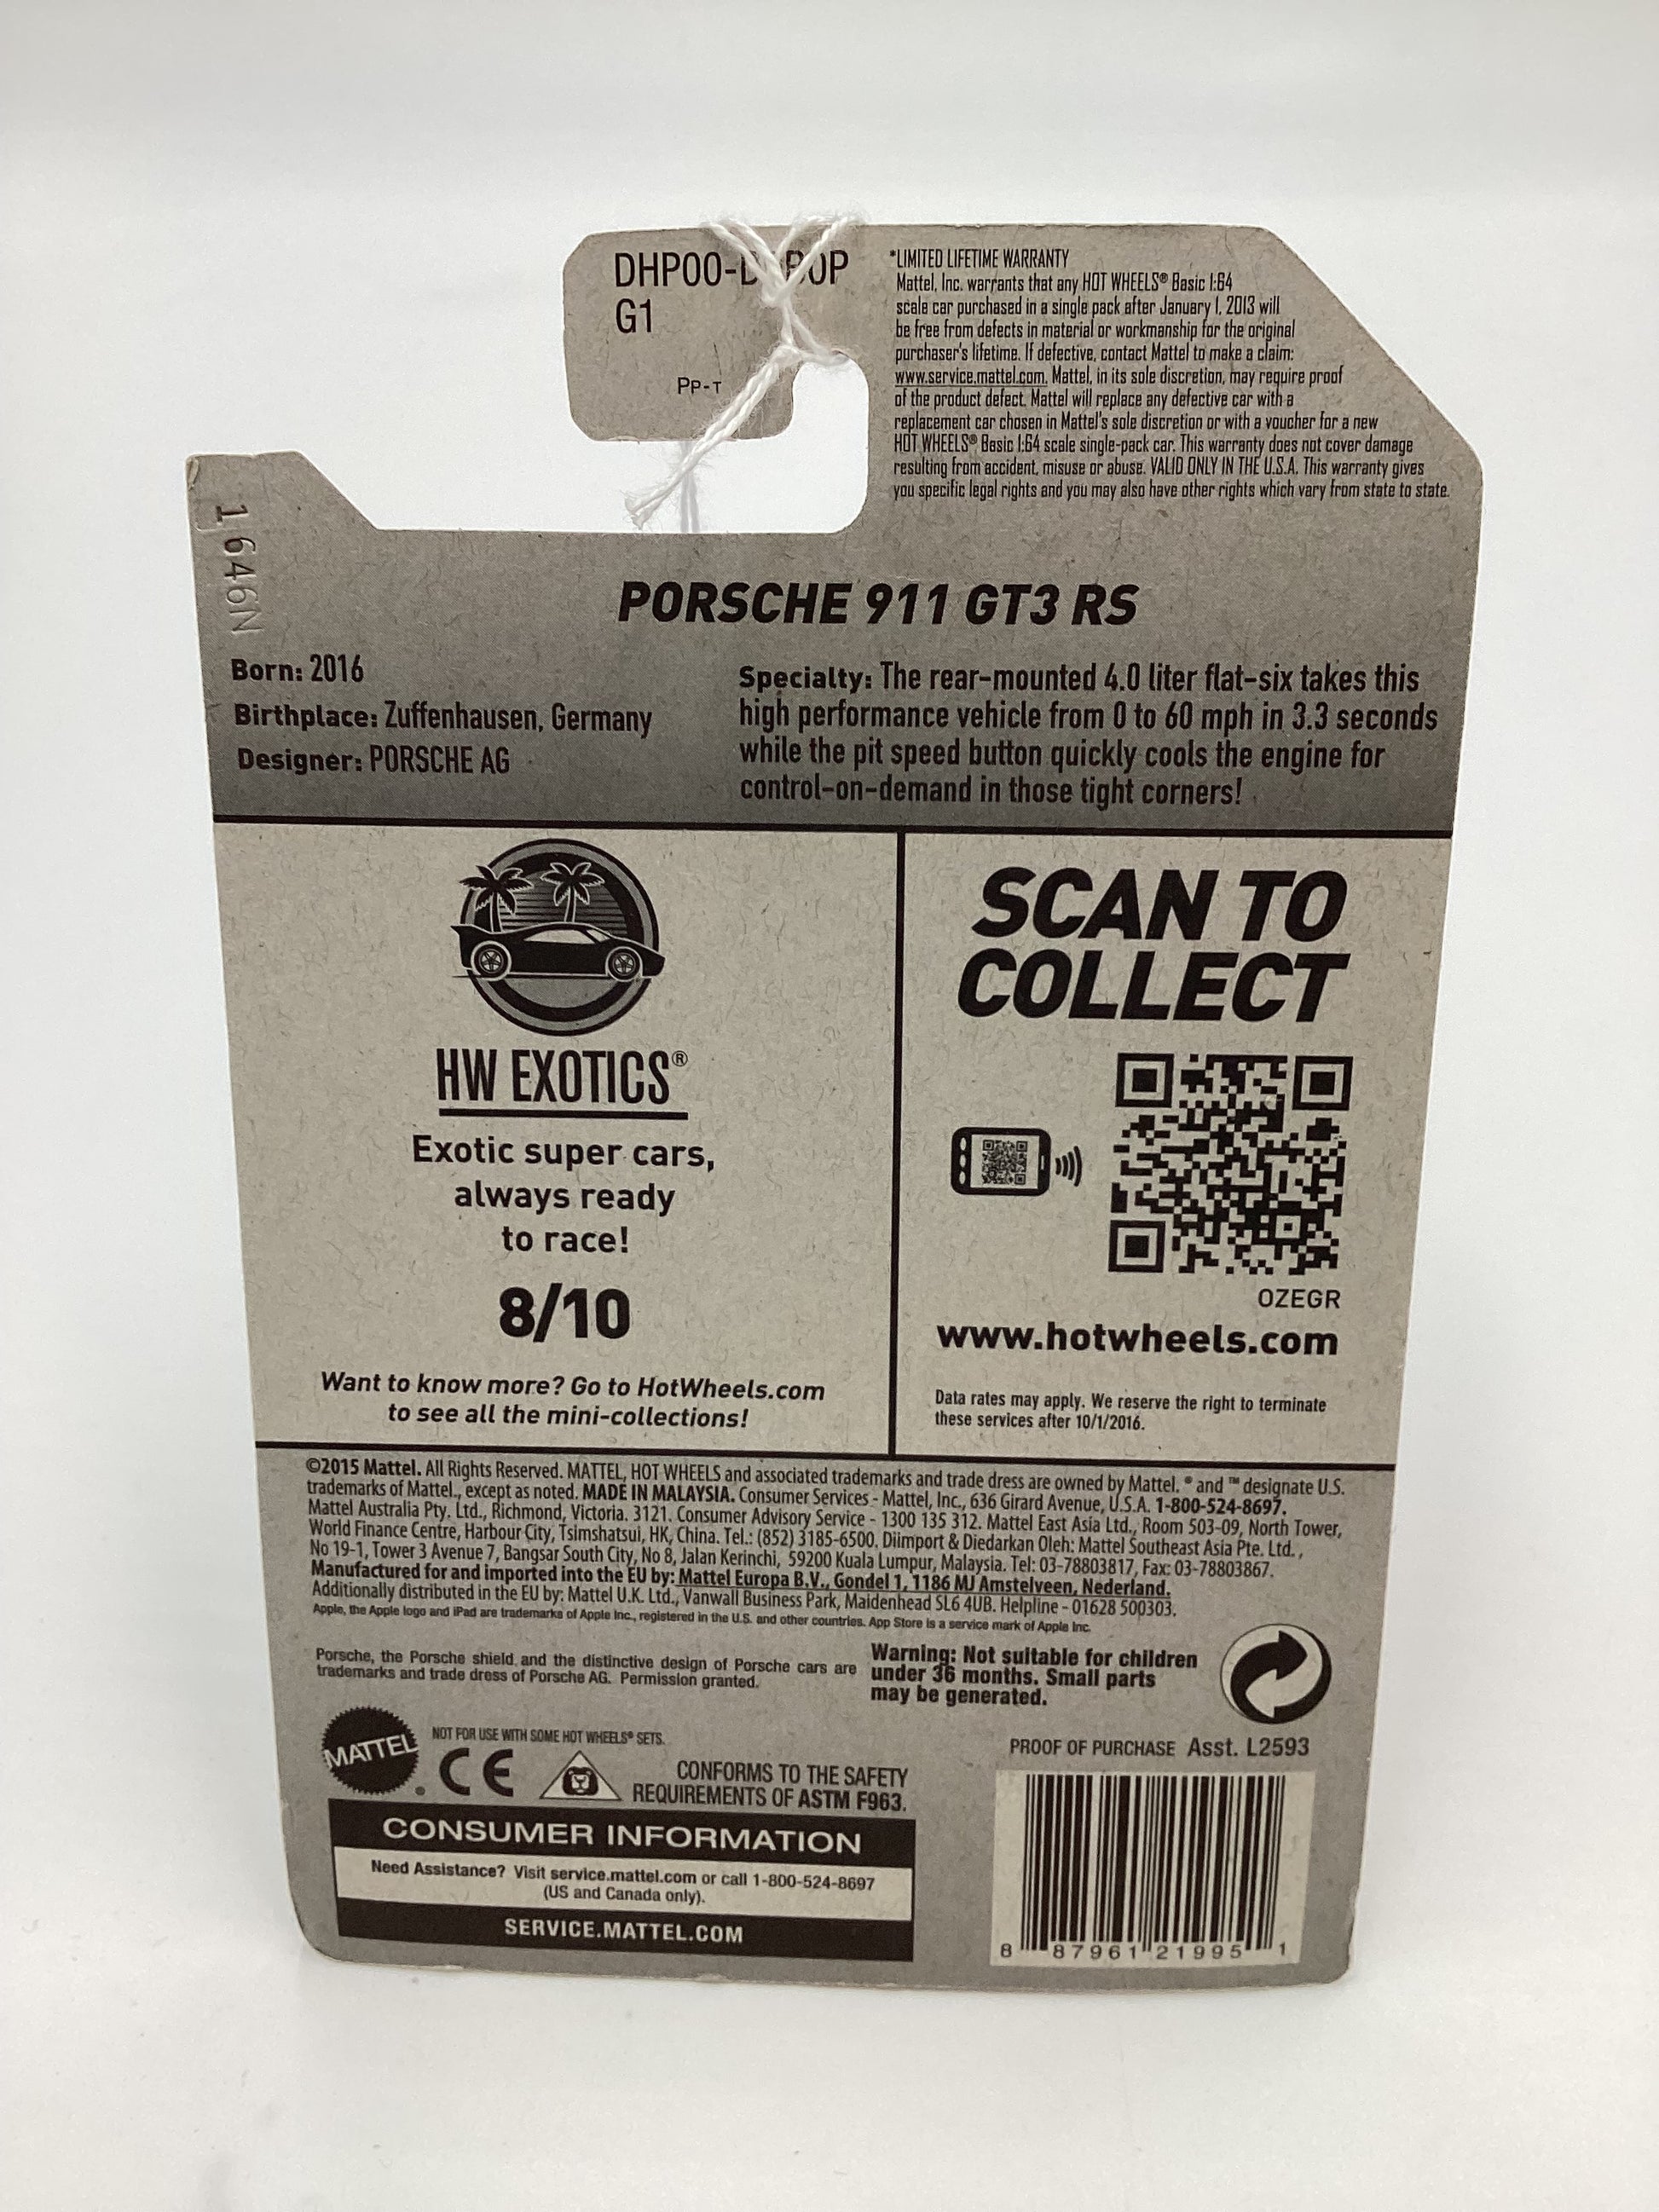 DHP00-D
G1
Pp-T
*LIMITED LIFETIME WARRANTY
Mattel, Inc. warrants that any HOT WHEELS® Basic 1:64
scale car purchased in a single pack after January 1, 2013 will
be free from defects in material or workmanship for the original
purchaser's lifetime. If defective, contact Mattel to make a claim:
www.service.mattel.com. Mattel, in its sole discretion, may require proof
of the product defect. Mattel will replace any defective car with a
replacement car chosen in Mattel's sole discretion or with a voucher for a new
HOT WHEELS® Basic 1:64 scale single-pack car. This warranty does not cover damage
resulting from accident, misuse or abuse. VALID ONLY IN THE U.S.A. This warranty gives
you specific legal rights and you may also have other rights which vary from state to state.
1646N
PORSCHE 911 GT3 RS
Born: 2016
Birthplace: Zuffenhausen, Germany
Designer: PORSCHE AG
Specialty: The rear-mounted 4.0 liter flat-six takes this
high performance vehicle from 0 to 60 mph in 3.3 seconds
while the pit speed button quickly cools the engine for
control-on-demand in those tight corners!
HW EXOTICS®
Exotic super cars,
always ready
to race!
8/10
Want to know more? Go to HotWheels.com
to see all the mini-collections!
SCAN TO
COLLECT
OZEGR
www.hotwheels.com
Data rates may apply. We reserve the right to terminate
these services after 10/1/2016.
©2015 Mattel. All Rights Reserved. MATTEL, HOT WHEELS and associated trademarks and trade dress are owned by Mattel. ® and ™ designate U.S.
trademarks of Mattel., except as noted. MADE IN MALAYSIA. Consumer Services - Mattel, Inc., 636 Girard Avenue, U.S.A. 1-800-524-8697.
Mattel Australia Pty. Ltd., Richmond, Victoria. 3121. Consumer Advisory Service - 1300 135 312. Mattel East Asia Ltd., Room 503-09, North Tower,
World Finance Centre, Harbour City, Tsimshatsui, HK, China. Tel.: (852) 3185-6500. Diimport & Diedarkan Oleh: Mattel Southeast Asia Pte. Ltd.,
No 19-1, Tower 3 Avenue 7, Bangsar South City, No 8, Jalan Kerinchi, 59200 Kuala Lumpur, Malaysia. Tel: 03-78803817, Fax: 03-78803867.
Manufactured for and imported into the EU by: Mattel Europa B.V., Gondel 1, 1186 MJ Amstelveen, Nederland.
Additionally distributed in the EU by: Mattel U.K. Ltd., Vanwall Business Park, Maidenhead SL6 4UB. Helpline - 01628 500303.
Apple, the Apple logo and iPad are trademarks of Apple Inc., registered in the U.S. and other countries. App Store is a service mark of Apple Inc.
Porsche, the Porsche shield and the distinctive design of Porsche cars are
trademarks and trade dress of Porsche AG. Permission granted.
Warning: Not suitable for children
under 36 months. Small parts
may be generated.
MATTEL
NOT FOR USE WITH SOME HOT WHEELS® SETS.
CE
CONFORMS TO THE SAFETY
REQUIREMENTS OF ASTM F963.
PROOF OF PURCHASE Asst. L2593
CONSUMER INFORMATION
Need Assistance? Visit service.mattel.com or call 1-800-524-8697
(US and Canada only).
SERVICE.MATTEL.COM
8 87961 21995 1